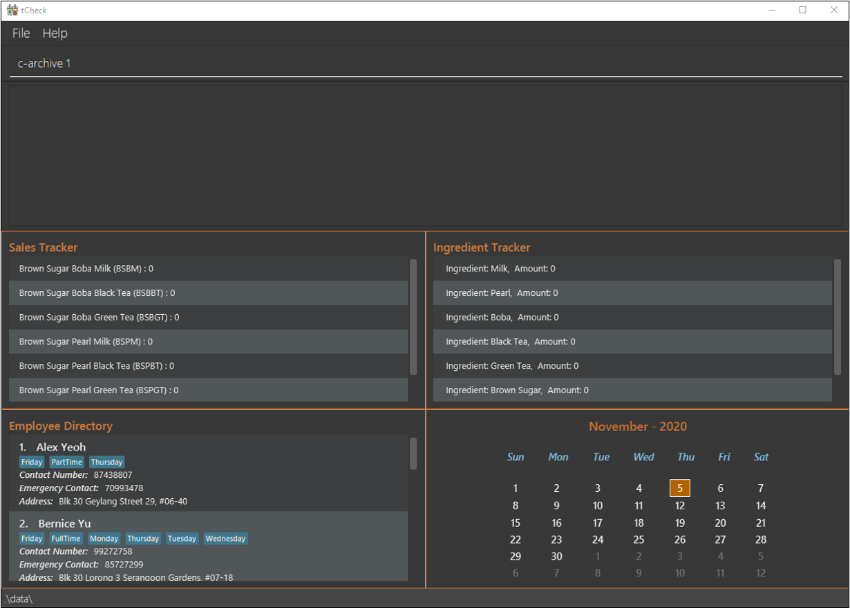 tCheck
File Help
c-archive 1
Sales Tracker
Brown Sugar Boba Milk (BSBM) : 0
Brown Sugar Boba Black Tea (BSBBT) : 0
Brown Sugar Boba Green Tea (BSBGT) : 0
Brown Sugar Pearl Milk (BSPM) : 0
Brown Sugar Pearl Black Tea (BSPBT) : 0
Brown Sugar Pearl Green Tea (BSPGT) : 0
Ingredient Tracker
Ingredient: Milk, Amount: 0
Ingredient: Pearl, Amount: 0
Ingredient: Boba, Amount: 0
Ingredient: Black Tea, Amount: 0
Ingredient: Green Tea, Amount: 0
Ingredient: Brown Sugar, Amount: 0
Employee Directory
1. Alex Yeoh
Friday PartTime Thursday
Contact Number: 87438807
Emergency Contact: 70993478
Address: Blk 30 Geylang Street 29, #06-40
2. Bernice Yu
Friday FullTime Monday Thursday Tuesday Wednesday
Contact Number: 99272758
Emergency Contact: 85727299
Address: Blk 30 Lorong 3 Serangoon Gardens, #07-18
November - 2020
Sun Mon Tue Wed Thu Fri Sat
1 2 3 4 5 6 7
8 9 10 11 12 13 14
15 16 17 18 19 20 21
22 23 24 25 26 27 28
29 30 1 2 3 4 5
6 7 8 9 10 11 12
\data\